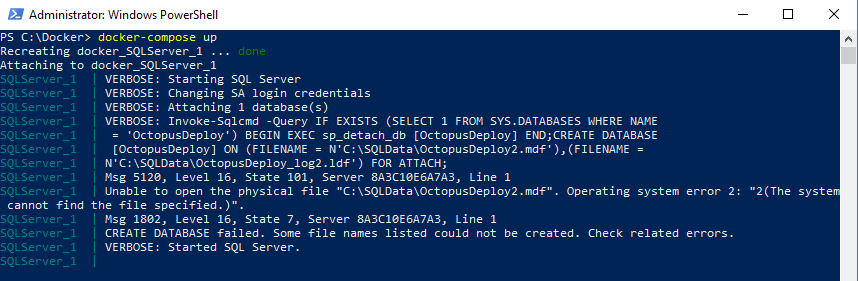 Administrator: Windows PowerShell
PS C:\Docker> docker-compose up
Recreating docker_SQLServer_1 ... done
Attaching to docker_SQLServer_1
SQLServer_1  | VERBOSE: Starting SQL Server
SQLServer_1  | VERBOSE: Changing SA login credentials
SQLServer_1  | VERBOSE: Attaching 1 database(s)
SQLServer_1  | VERBOSE: Invoke-Sqlcmd -Query IF EXISTS (SELECT 1 FROM SYS.DATABASES WHERE NAME
SQLServer_1  |  = 'OctopusDeploy') BEGIN EXEC sp_detach_db [OctopusDeploy] END;CREATE DATABASE
SQLServer_1  |  [OctopusDeploy] ON (FILENAME = N'C:\SQLData\OctopusDeploy2.mdf'),(FILENAME =
SQLServer_1  | N'C:\SQLData\OctopusDeploy_log2.ldf') FOR ATTACH;
SQLServer_1  | Msg 5120, Level 16, State 101, Server 8A3C10E6A7A3, Line 1
SQLServer_1  | Unable to open the physical file "C:\SQLData\OctopusDeploy2.mdf". Operating system error 2: "2(The system
 cannot find the file specified.)".
SQLServer_1  | Msg 1802, Level 16, State 7, Server 8A3C10E6A7A3, Line 1
SQLServer_1  | CREATE DATABASE failed. Some file names listed could not be created. Check related errors.
SQLServer_1  | VERBOSE: Started SQL Server.
SQLServer_1  |